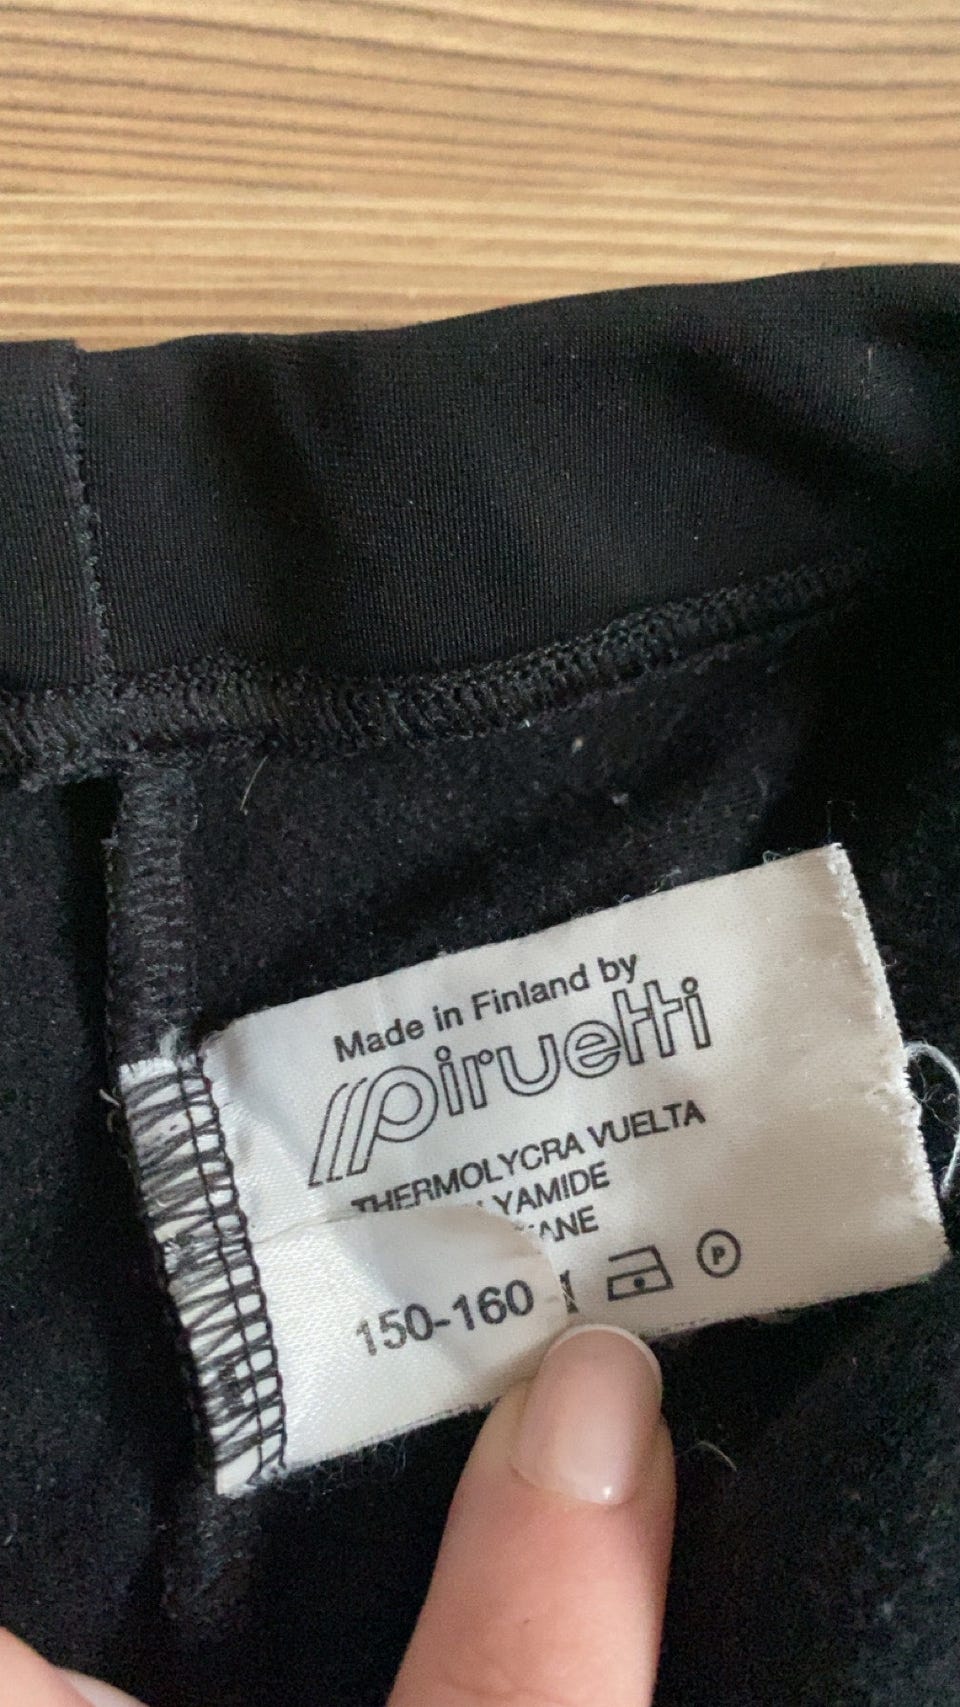 Made in Finland by
piruetti
THERMOLYCRA VUELTA
150-160
P